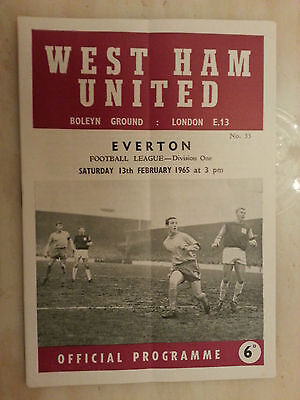 WEST HAM
UNITED
BOLEYN GROUND : LONDON E.13
No. 35
EVERTON
FOOTBALL LEAGUE—Division One
SATURDAY 13th FEBRUARY 1965 at 3 pm
OFFICIAL PROGRAMME 6D